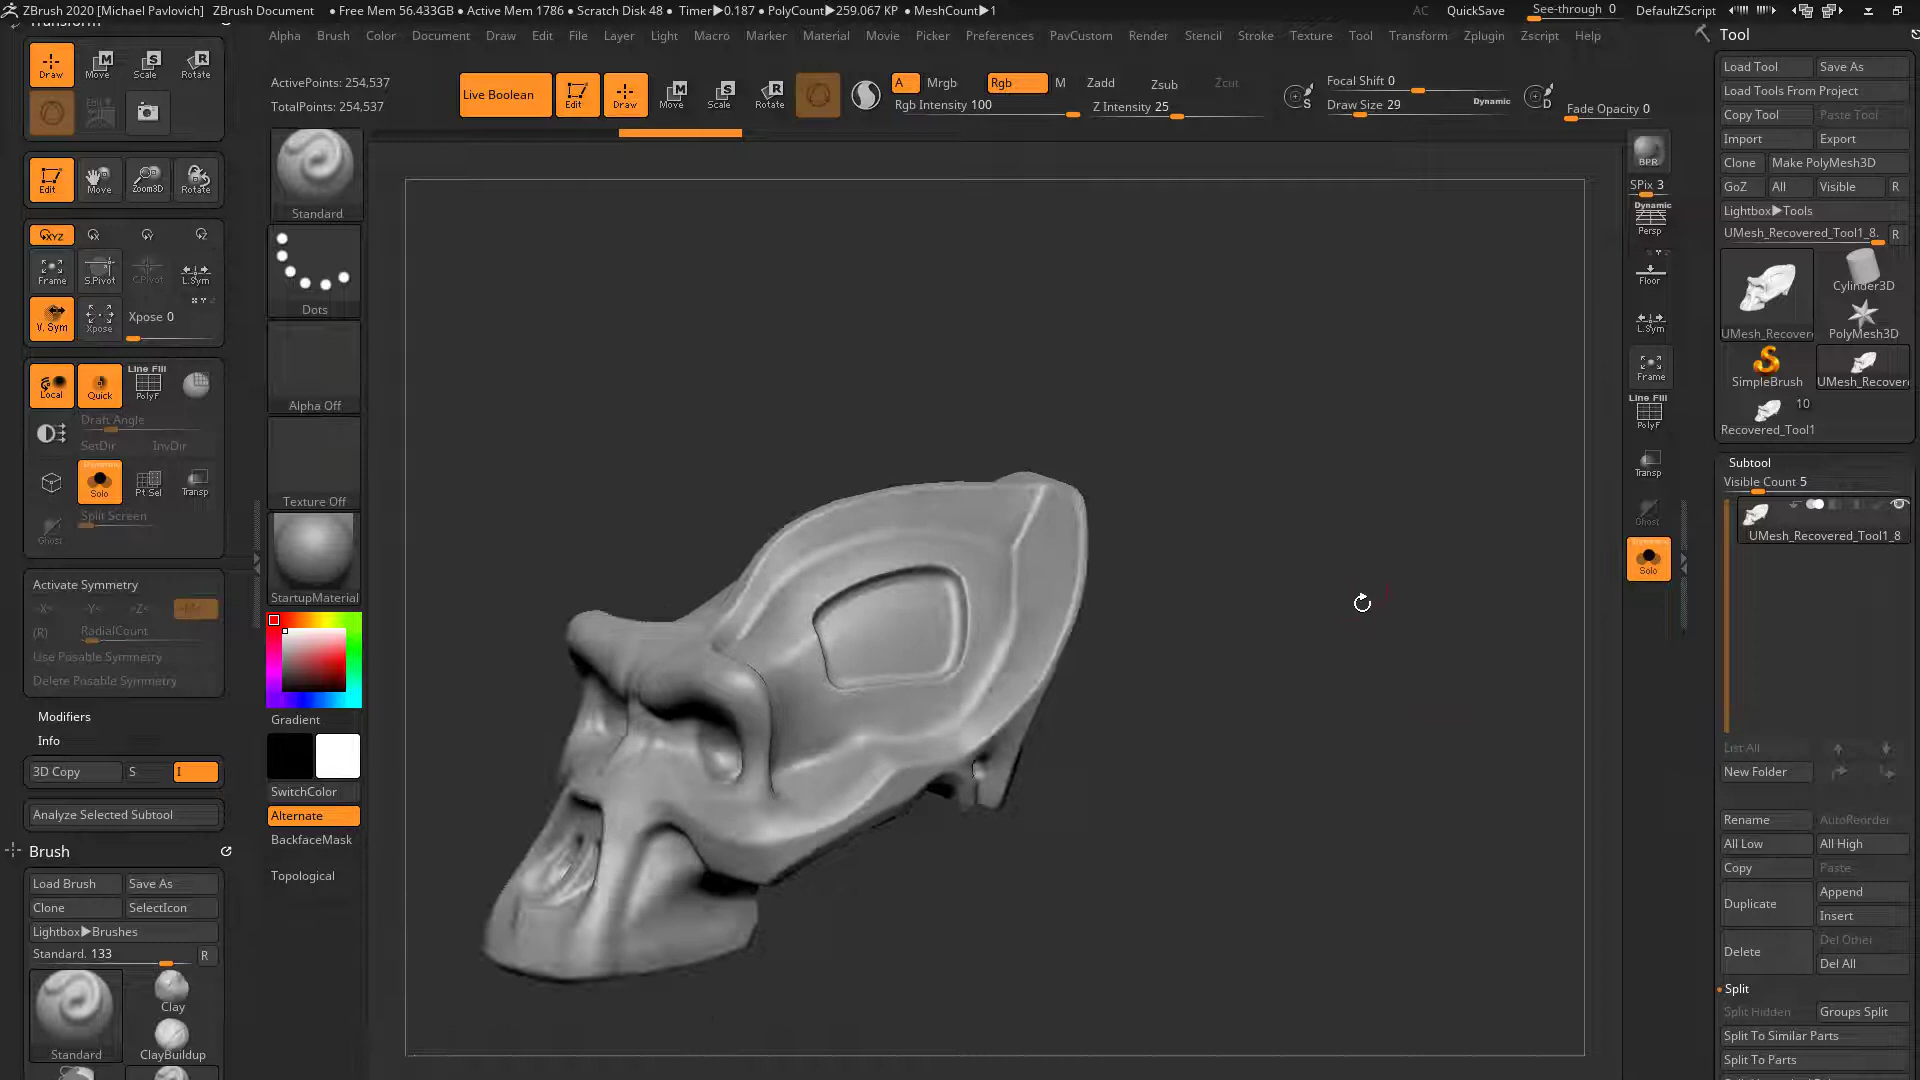 ZBrush 2020 [Michael Pavlovich] ZBrush Document ● Free Mem 56.433GB ● Active Mem 1786 ● Scratch Disk 48 ● Timer▶0.187 ● PolyCount▶259.067 KP ● MeshCount▶1 AC QuickSave See-through 0 DefaultZScript
Transform
Alpha Brush Color Document Draw Edit File Layer Light Macro Marker Material Movie Picker Preferences PavCustom Render Stencil Stroke Texture Tool Transform Zplugin Zscript Help
Draw Move Scale Rotate
ActivePoints: 254,537
TotalPoints: 254,537
Live Boolean Edit Draw Move Scale Rotate
A Mrgb Rgb M Zadd Zsub Zcut
Rgb Intensity 100 Z Intensity 25
Focal Shift 0
Draw Size 29 Dynamic
S D
Fade Opacity 0
Edit Move Zoom3D Rotate
XYZ X Y Z
Frame S.Pivot C.Pivot L.Sym
V. Sym Xpose Xpose 0
Line Fill
Local Quick PolyF
Draft Angle
SetDir InvDir
Dynamic
Solo Pt Sel Transp
Split Screen
Ghost
Activate Symmetry
>X< >Y< >Z< >M<
(R) RadialCount
Use Posable Symmetry
Delete Posable Symmetry
Modifiers
Info
3D Copy S I
Analyze Selected Subtool
Brush
Load Brush Save As
Clone SelectIcon
Lightbox▶Brushes
Standard. 133 R
Clay
Standard ClayBuildup
Standard
Dots
Alpha Off
Texture Off
StartupMaterial
Gradient
SwitchColor
Alternate
BackfaceMask
Topological
BPR
SPix 3
Dynamic
Persp
Floor
L.Sym
Frame
Line Fill
PolyF
Transp
Ghost
Dynamic
Solo
Tool
Load Tool Save As
Load Tools From Project
Copy Tool Paste Tool
Import Export
Clone Make PolyMesh3D
GoZ All Visible R
Lightbox▶Tools
UMesh_Recovered_Tool1_8. R
Cylinder3D
UMesh_Recover PolyMesh3D
SimpleBrush UMesh_Recover
10
Recovered_Tool1
Subtool
Visible Count 5
UMesh_Recovered_Tool1_8
List All
New Folder
Rename AutoReorder
All Low All High
Copy Paste
Duplicate Append
Insert
Delete Del Other
Del All
Split
Split Hidden Groups Split
Split To Similar Parts
Split To Parts